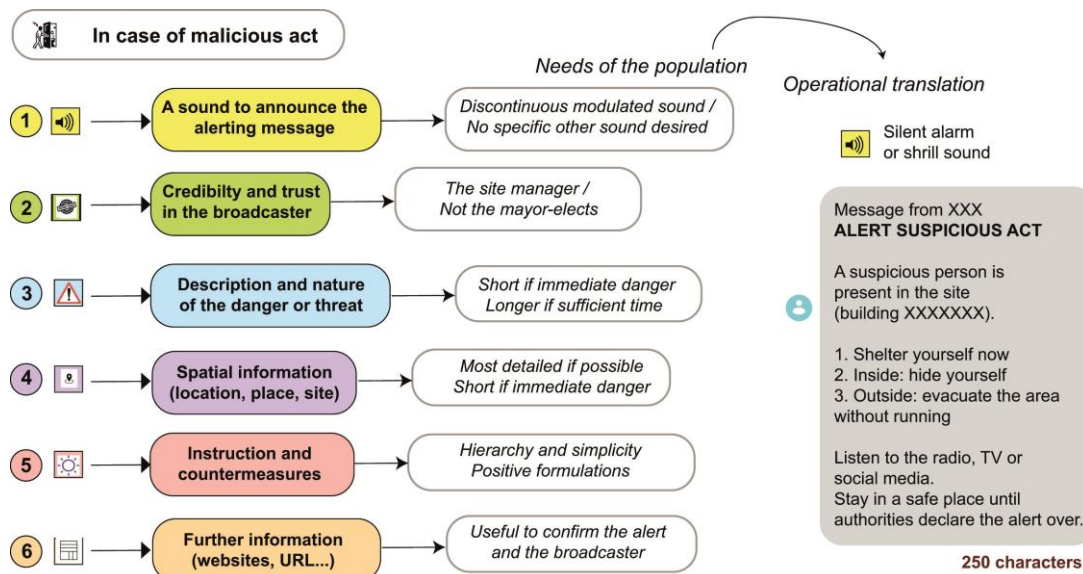 In case of malicious act
Needs of the population
Operational translation
1
A sound to announce the
alerting message
Discontinuous modulated sound /
No specific other sound desired
Silent alarm
or shrill sound
2
Credibilty and trust
in the broadcaster
The site manager /
Not the mayor-elects
3
Description and nature
of the danger or threat
Short if immediate danger
Longer if sufficient time
4
Spatial information
(location, place, site)
Most detailed if possible
Short if immediate danger
5
Instruction and
countermeasures
Hierarchy and simplicity
Positive formulations
6
Further information
(websites, URL...)
Useful to confirm the alert
and the broadcaster
Message from XXX
ALERT SUSPICIOUS ACT
A suspicious person is
present in the site
(building XXXXXXX).
1. Shelter yourself now
2. Inside: hide yourself
3. Outside: evacuate the area
without running
Listen to the radio, TV or
social media.
Stay in a safe place until
authorities declare the alert over.
250 characters